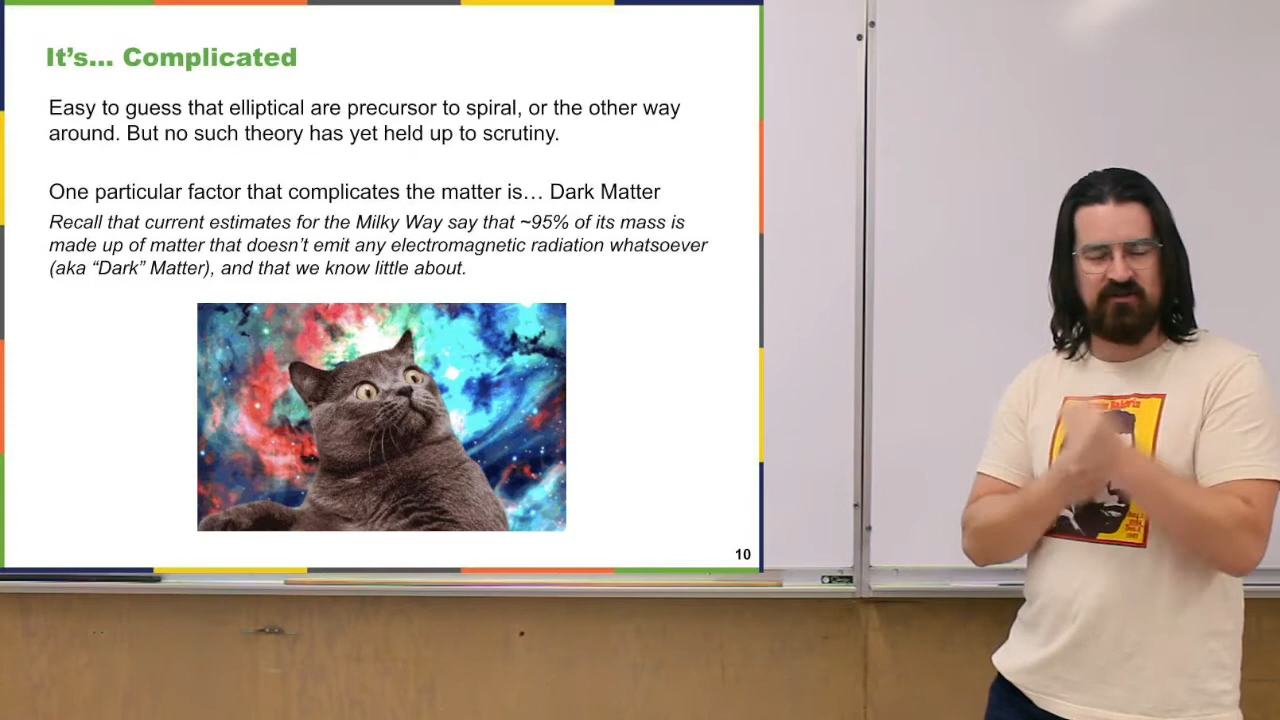 It's... Complicated
Easy to guess that elliptical are precursor to spiral, or the other way
around. But no such theory has yet held up to scrutiny.
One particular factor that complicates the matter is… Dark Matter
Recall that current estimates for the Milky Way say that ~95% of its mass is
made up of matter that doesn't emit any electromagnetic radiation whatsoever
(aka “Dark” Matter), and that we know little about.
10